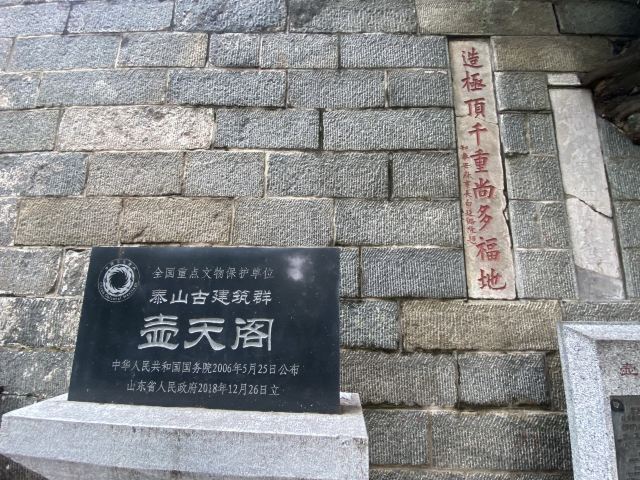 全国重点文物保护单位
泰山古建筑群
壶天阁
中华人民共和国国务院2006年5月25日公布
山东省人民政府2018年12月26日立
造極頂千重尚多福地